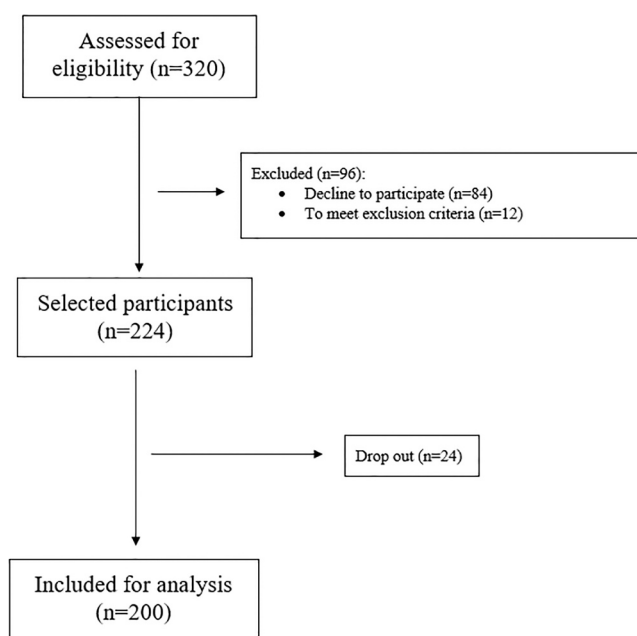 Assessed for
eligibility (n=320)
Excluded (n=96):
• Decline to participate (n=84)
• To meet exclusion criteria (n=12)
Selected participants
(n=224)
Drop out (n=24)
Included for analysis
(n=200)